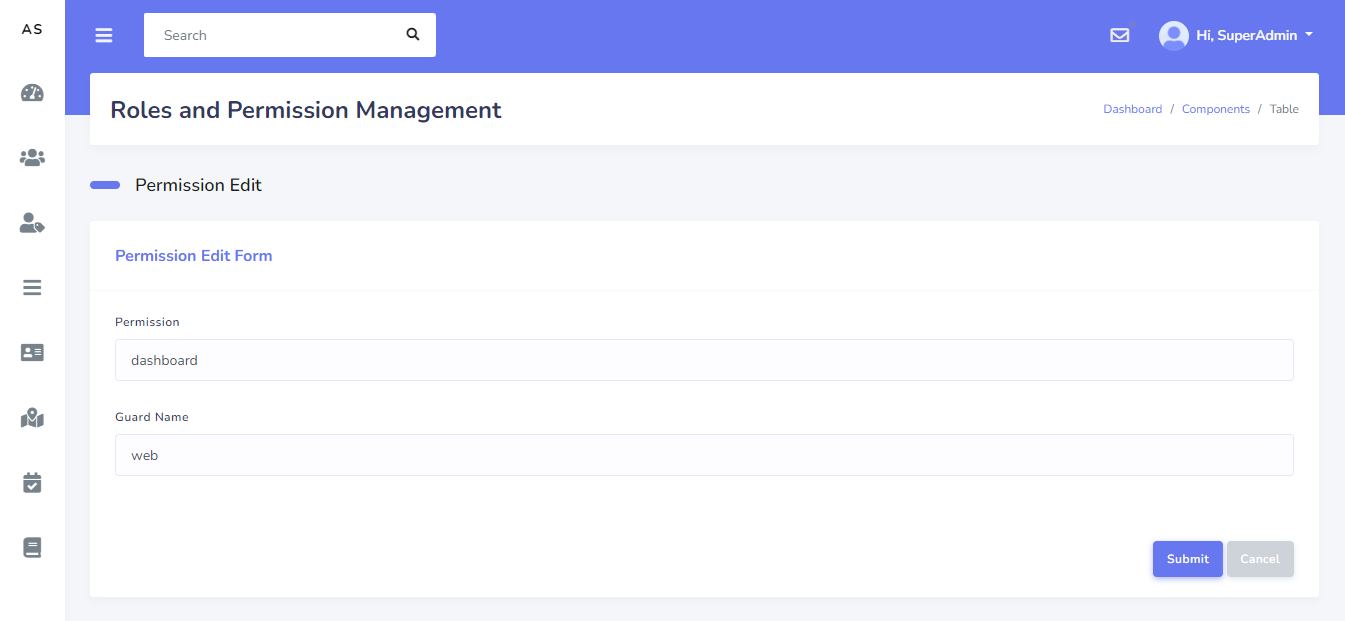 AS
Search
Hi, SuperAdmin
Roles and Permission Management
Dashboard / Components / Table
Permission Edit
Permission Edit Form
Permission
dashboard
Guard Name
web
Submit Cancel